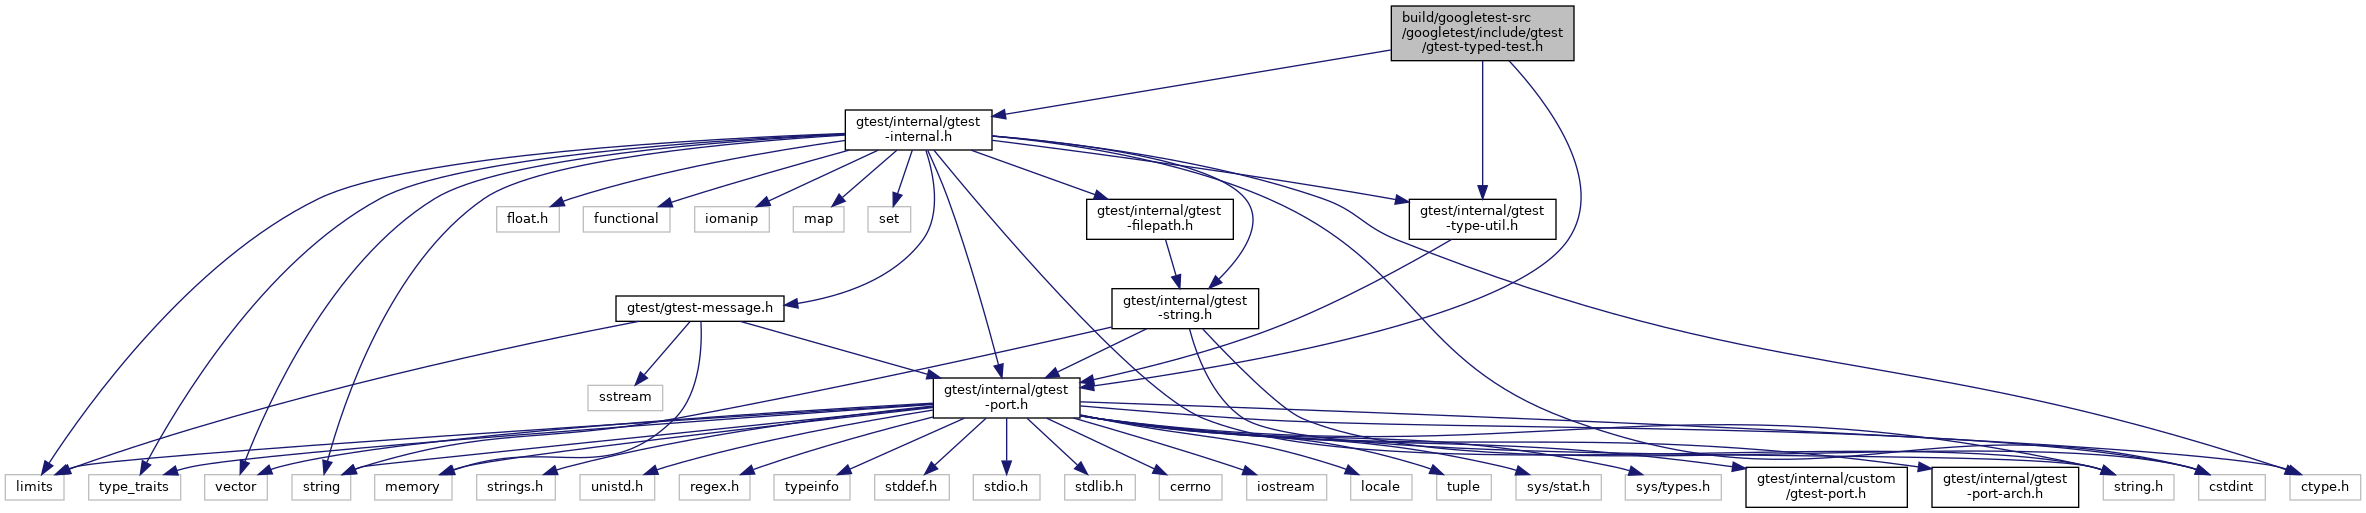 build/googletest-src
/googletest/include/gtest
/gtest-typed-test.h
gtest/internal/gtest
-internal.h
float.h
functional
iomanip
map
set
gtest/internal/gtest
-filepath.h
gtest/internal/gtest
-type-util.h
gtest/gtest-message.h
gtest/internal/gtest
-string.h
sstream
gtest/internal/gtest
-port.h
limits
type_traits
vector
string
memory
strings.h
unistd.h
regex.h
typeinfo
stddef.h
stdio.h
stdlib.h
cerrno
iostream
locale
tuple
sys/stat.h
sys/types.h
gtest/internal/custom
/gtest-port.h
gtest/internal/gtest
-port-arch.h
string.h
cstdint
ctype.h